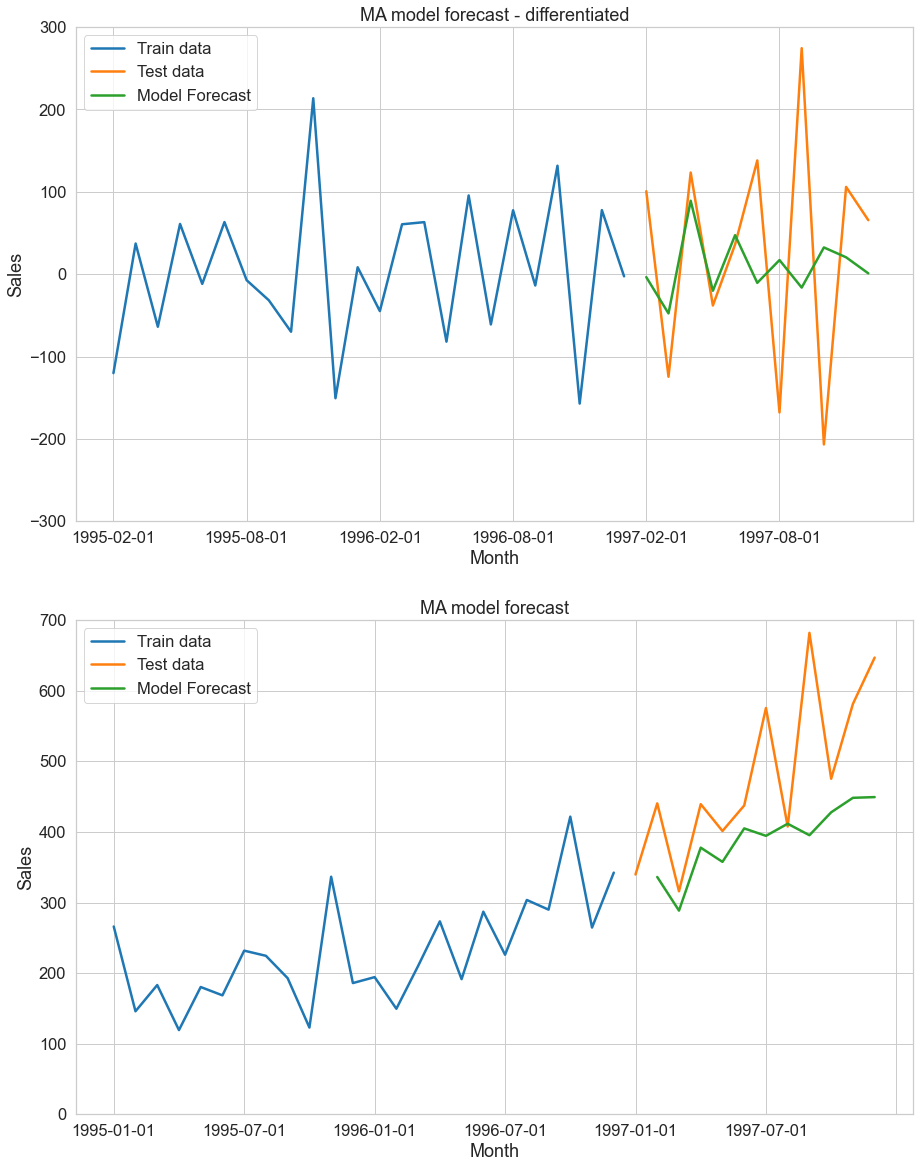 MA model forecast - differentiated
Train data
Test data
Model Forecast
300
200
100
0
−100
−200
−300
Sales
1995-02-01 1995-08-01 1996-02-01 1996-08-01 1997-02-01 1997-08-01
Month
MA model forecast
Train data
Test data
Model Forecast
700
600
500
400
300
200
100
0
Sales
1995-01-01 1995-07-01 1996-01-01 1996-07-01 1997-01-01 1997-07-01
Month